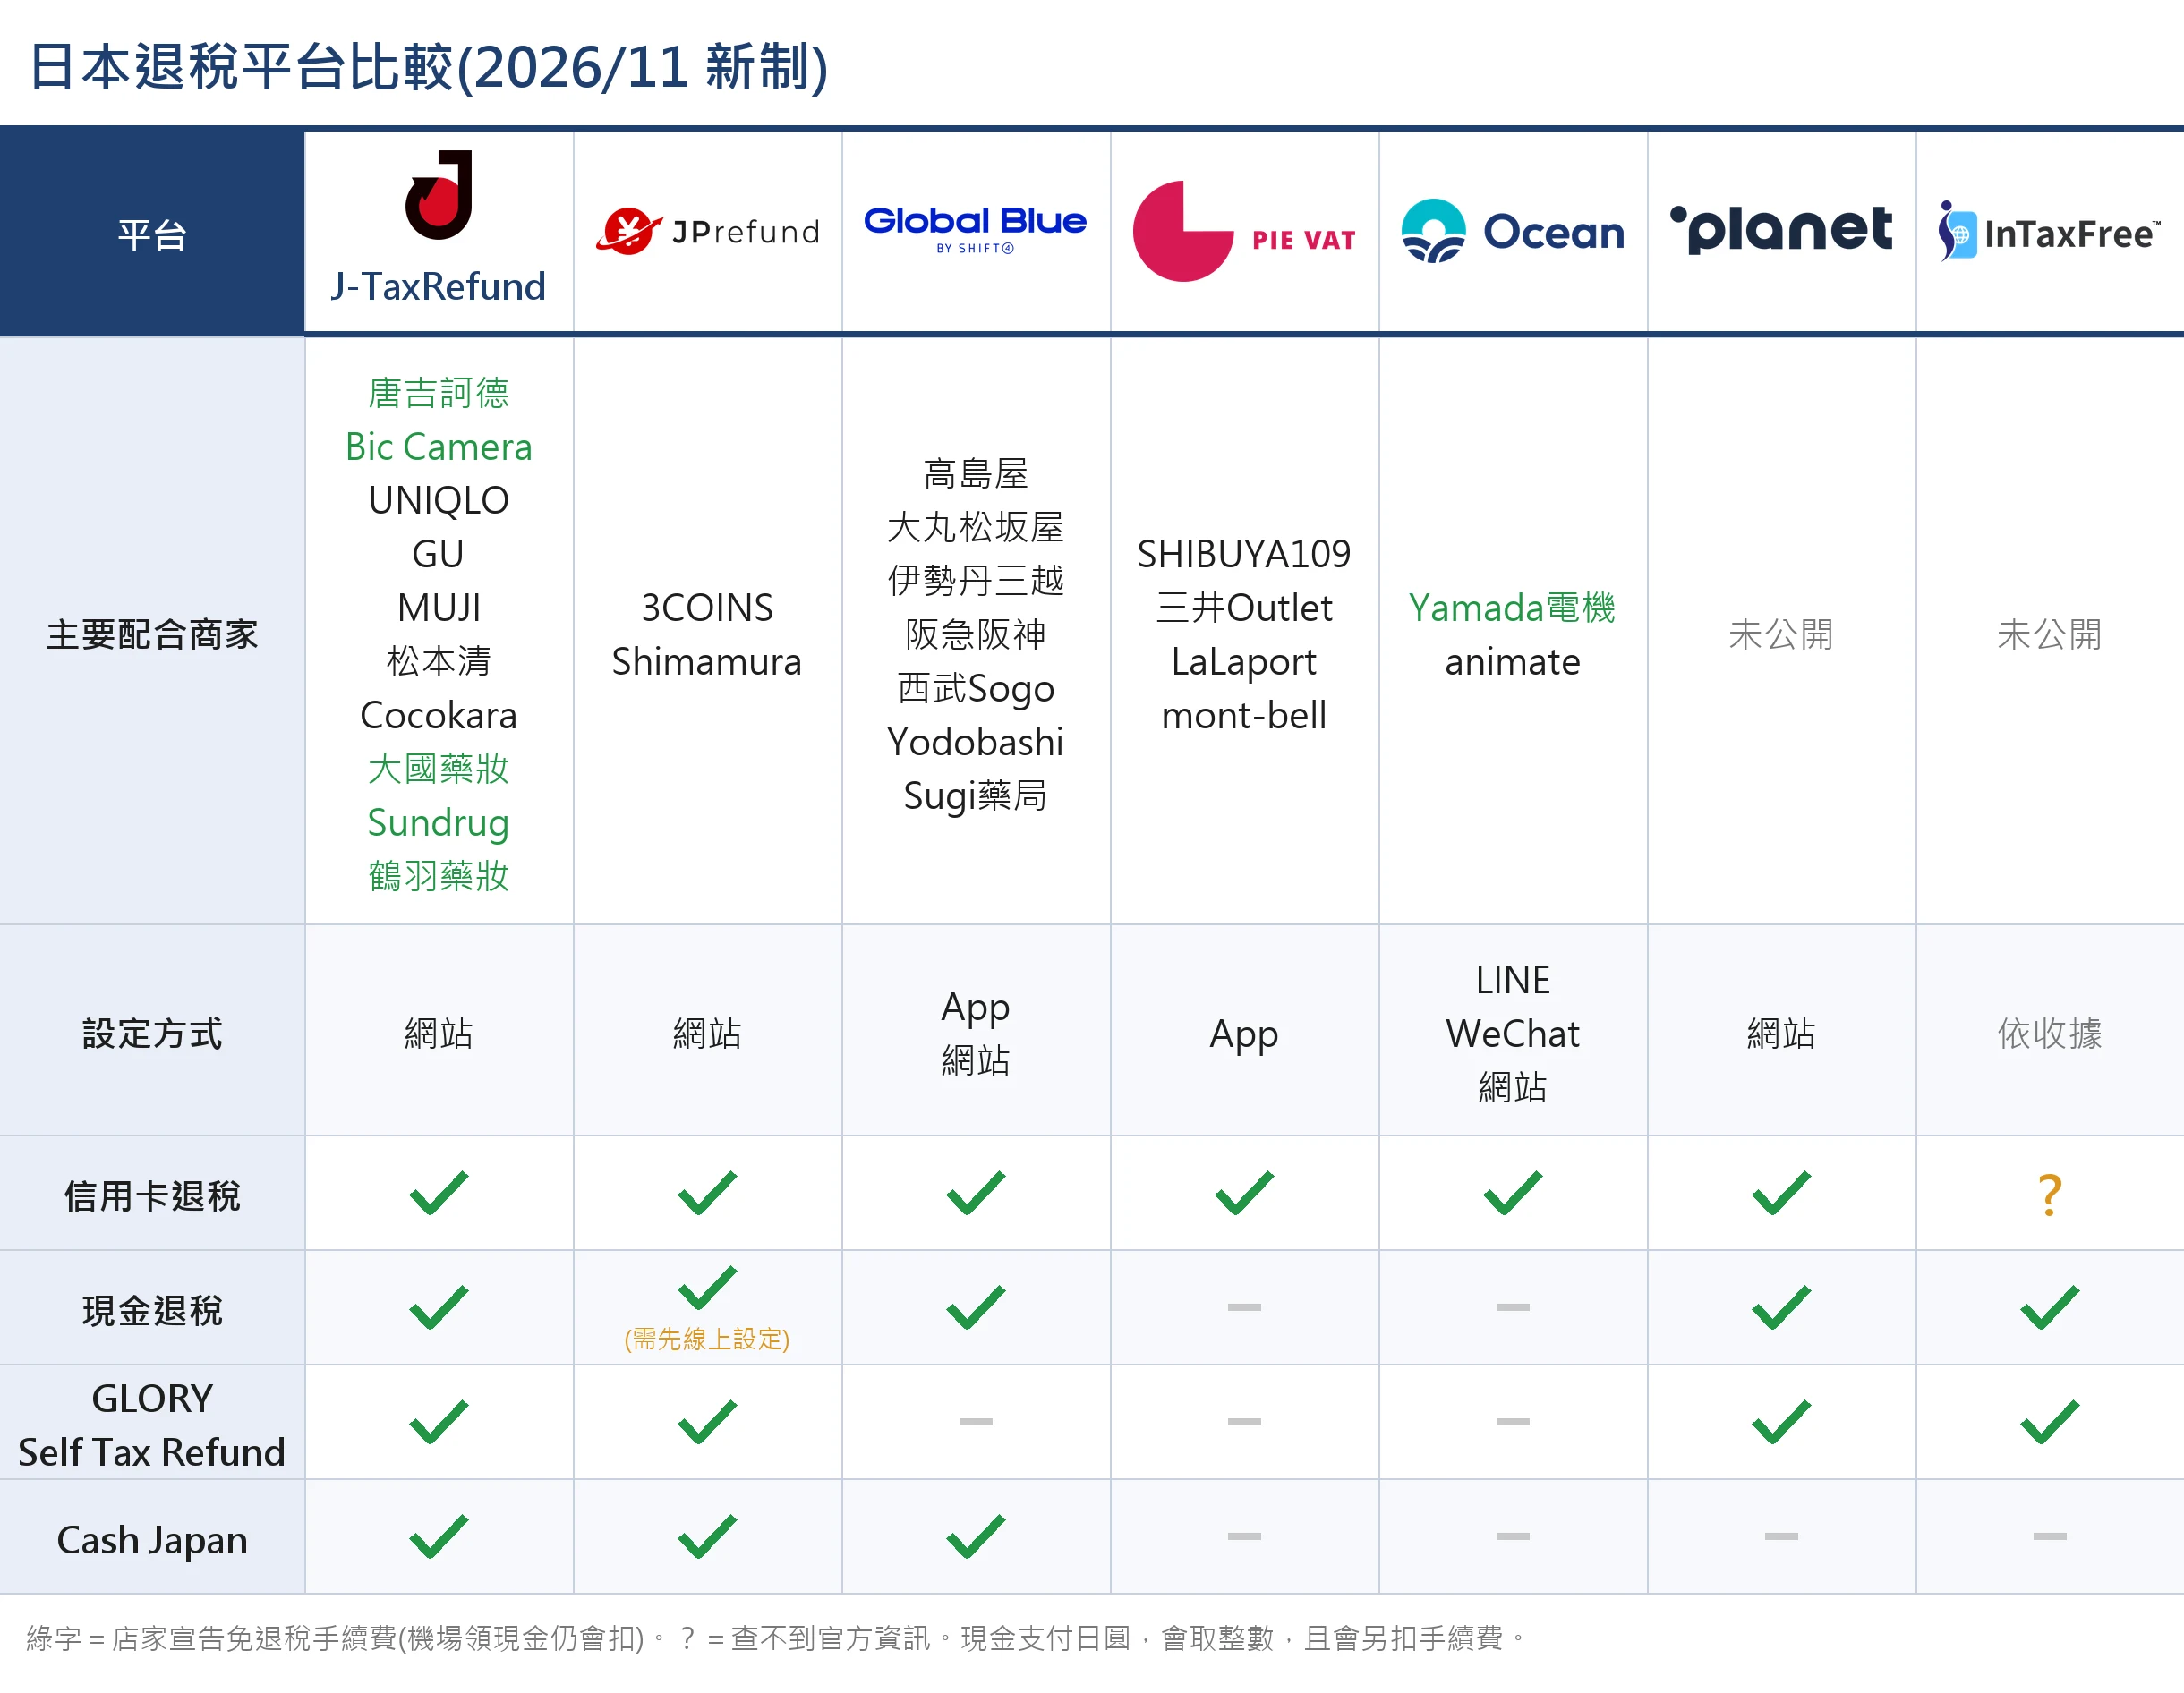 日本退稅平台比較(2026/11 新制)
平台
J-TaxRefund
JPrefund
Global Blue
BY SHIFT4
PIE VAT
Ocean
planet
InTaxFree™
主要配合商家
唐吉訶德
Bic Camera
UNIQLO
GU
MUJI
松本清
Cocokara
大國藥妝
Sundrug
鶴羽藥妝
3COINS
Shimamura
高島屋
大丸松坂屋
伊勢丹三越
阪急阪神
西武Sogo
Yodobashi
Sugi藥局
SHIBUYA109
三井Outlet
LaLaport
mont-bell
Yamada電機
animate
未公開
未公開
設定方式
網站
網站
App
網站
App
LINE
WeChat
網站
網站
依收據
信用卡退稅
✓
✓
✓
✓
✓
✓
?
現金退稅
✓
✓
(需先線上設定)
✓
–
–
✓
✓
GLORY
Self Tax Refund
✓
✓
–
–
–
✓
✓
Cash Japan
✓
✓
✓
–
–
–
–
綠字 = 店家宣告免退稅手續費(機場領現金仍會扣)。? = 查不到官方資訊。現金支付日圓，會取整數，且會另扣手續費。